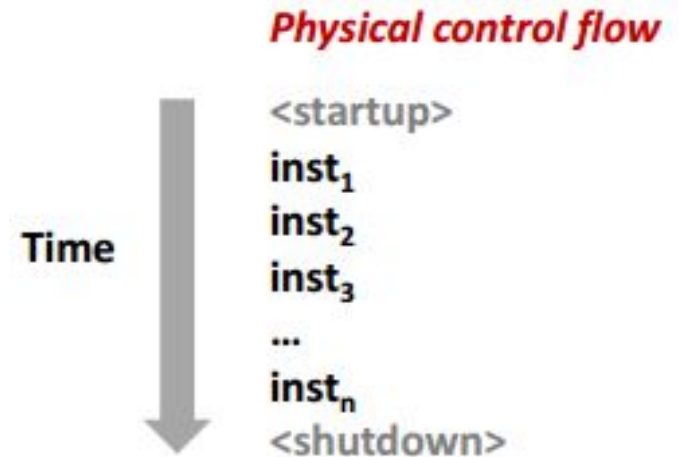 Physical control flow
<startup>
inst₁
inst₂
Time
inst₃
...
instₙ
<shutdown>